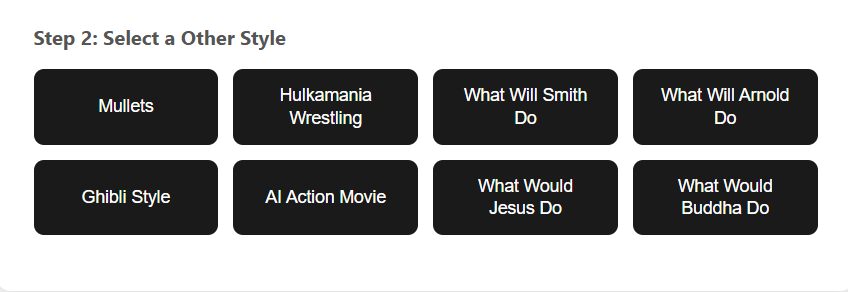 Step 2: Select a Other Style
Mullets
Hulkamania
Wrestling
What Will Smith
Do
What Will Arnold
Do
Ghibli Style
AI Action Movie
What Would
Jesus Do
What Would
Buddha Do